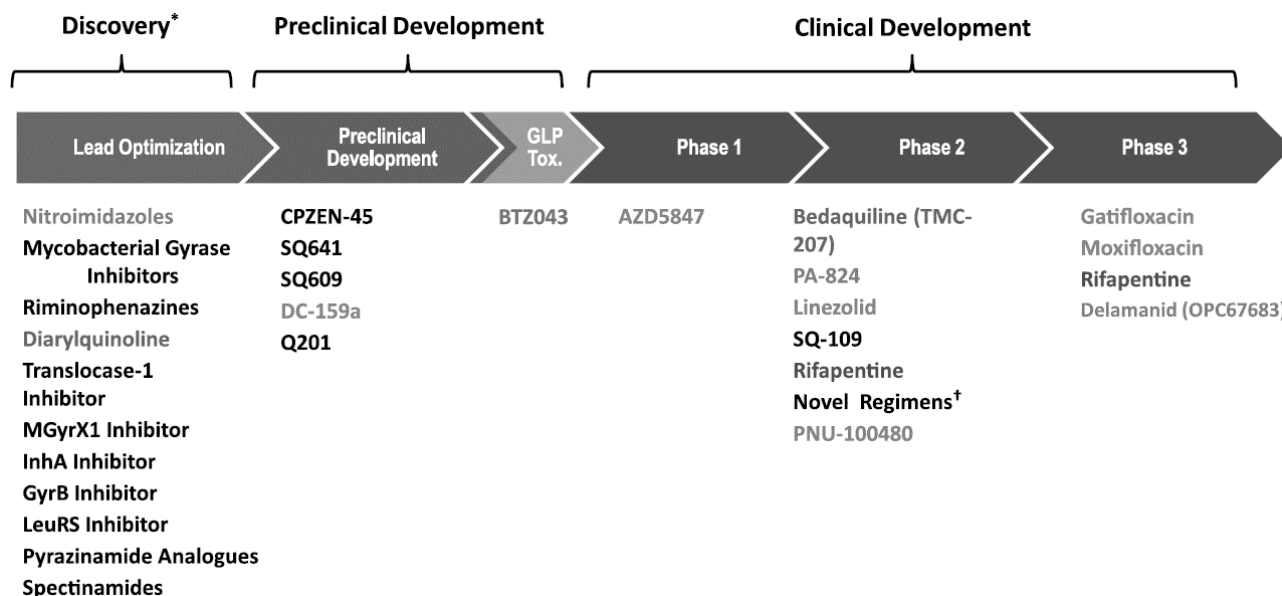 Discovery*
Preclinical Development
Clinical Development
Lead Optimization
Preclinical
Development
GLP
Tox.
Phase 1
Phase 2
Phase 3
Nitroimidazoles
Mycobacterial Gyrase
Inhibitors
Riminophenazines
Diarylquinoline
Translocase-1
Inhibitor
MGyrX1 Inhibitor
InhA Inhibitor
GyrB Inhibitor
LeuRS Inhibitor
Pyrazinamide Analogues
Spectinamides
CPZEN-45
SQ641
SQ609
DC-159a
Q201
BTZ043
AZD5847
Bedaquiline (TMC-
207)
PA-824
Linezolid
SQ-109
Rifapentine
Novel Regimens†
PNU-100480
Gatifloxacin
Moxifloxacin
Rifapentine
Delamanid (OPC67683)